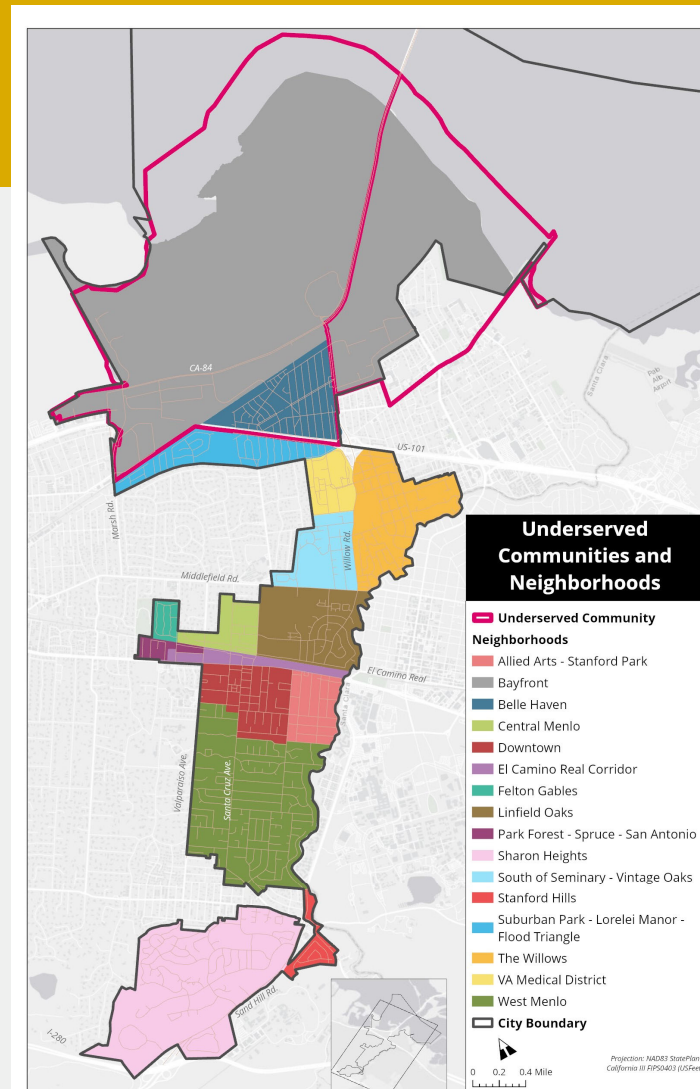 CA-84
US-101
Marsh Rd.
Willow Rd.
Middlefield Rd.
El Camino Real
Santa Clara
Santa Clara
Palo
Alto
Airport
Valparaiso Ave.
Santa Cruz Ave.
Sand Hill Rd.
I-280
Underserved
Communities and
Neighborhoods
Underserved Community
Neighborhoods
Allied Arts - Stanford Park
Bayfront
Belle Haven
Central Menlo
Downtown
El Camino Real Corridor
Felton Gables
Linfield Oaks
Park Forest - Spruce - San Antonio
Sharon Heights
South of Seminary - Vintage Oaks
Stanford Hills
Suburban Park - Lorelei Manor -
Flood Triangle
The Willows
VA Medical District
West Menlo
City Boundary
0 0.2 0.4 Mile
Projection: NAD83 StatePlan
California III FIPS0403 (USFeet